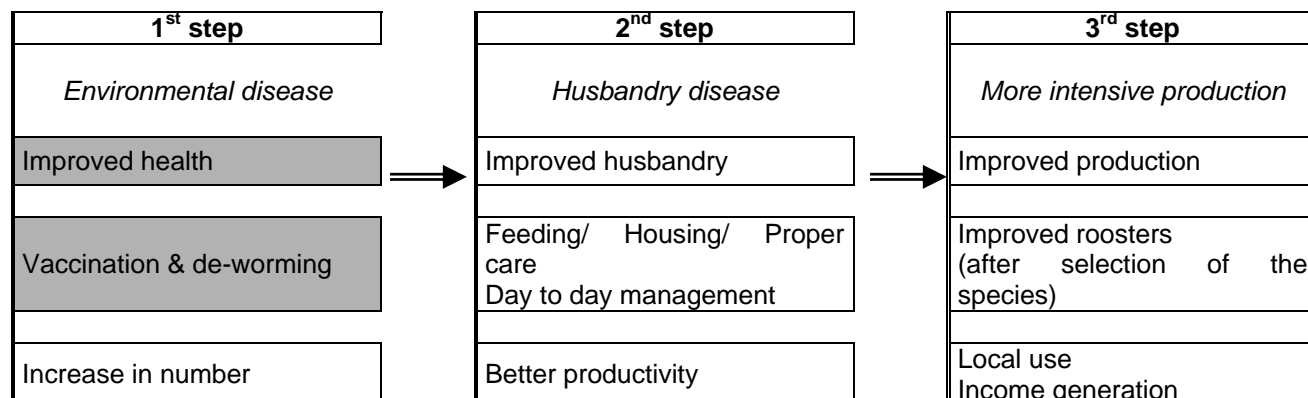 1st step
Environmental disease
Improved health
Vaccination & de-worming
Increase in number
2nd step
Husbandry disease
Improved husbandry
Feeding/ Housing/ Proper
care
Day to day management
Better productivity
3rd step
More intensive production
Improved production
Improved roosters
(after selection of the
species)
Local use
Income generation